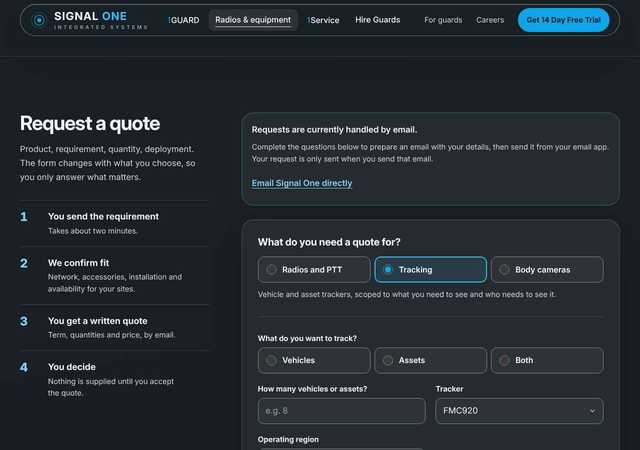 SIGNAL ONE
INTEGRATED SYSTEMS
1GUARD
Radios & equipment
1Service
Hire Guards
For guards
Careers
Get 14 Day Free Trial
Request a quote
Product, requirement, quantity, deployment.
The form changes with what you choose, so
you only answer what matters.
1
You send the requirement
Takes about two minutes.
2
We confirm fit
Network, accessories, installation and
availability for your sites.
3
You get a written quote
Term, quantities and price, by email.
4
You decide
Nothing is supplied until you accept
the quote.
Requests are currently handled by email.
Complete the questions below to prepare an email with your details, then send it from your email app.
Your request is only sent when you send that email.
Email Signal One directly
What do you need a quote for?
Radios and PTT
Tracking
Body cameras
Vehicle and asset trackers, scoped to what you need to see and who needs to see it.
What do you want to track?
Vehicles
Assets
Both
How many vehicles or assets?
Tracker
e.g. 8
FMC920
Operating region